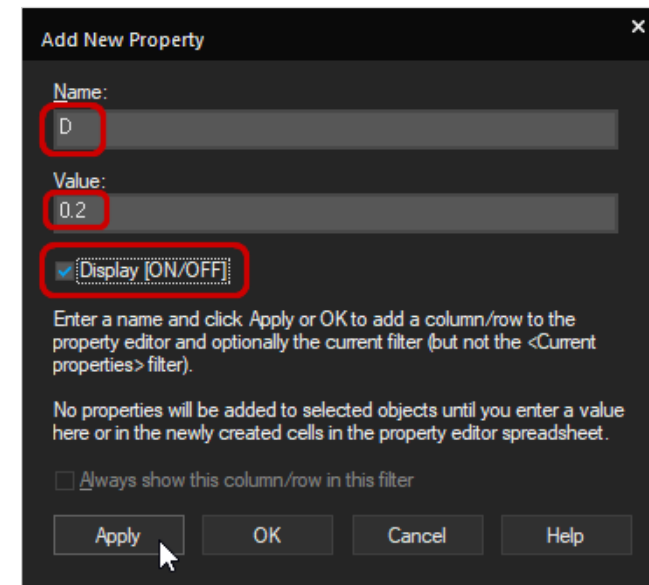 Add New Property
Name:
D
Value:
0.2
Display [ON/OFF]
Enter a name and click Apply or OK to add a column/row to the
property editor and optionally the current filter (but not the <Current
properties> filter).
No properties will be added to selected objects until you enter a value
here or in the newly created cells in the property editor spreadsheet.
Always show this column/row in this filter
Apply OK Cancel Help